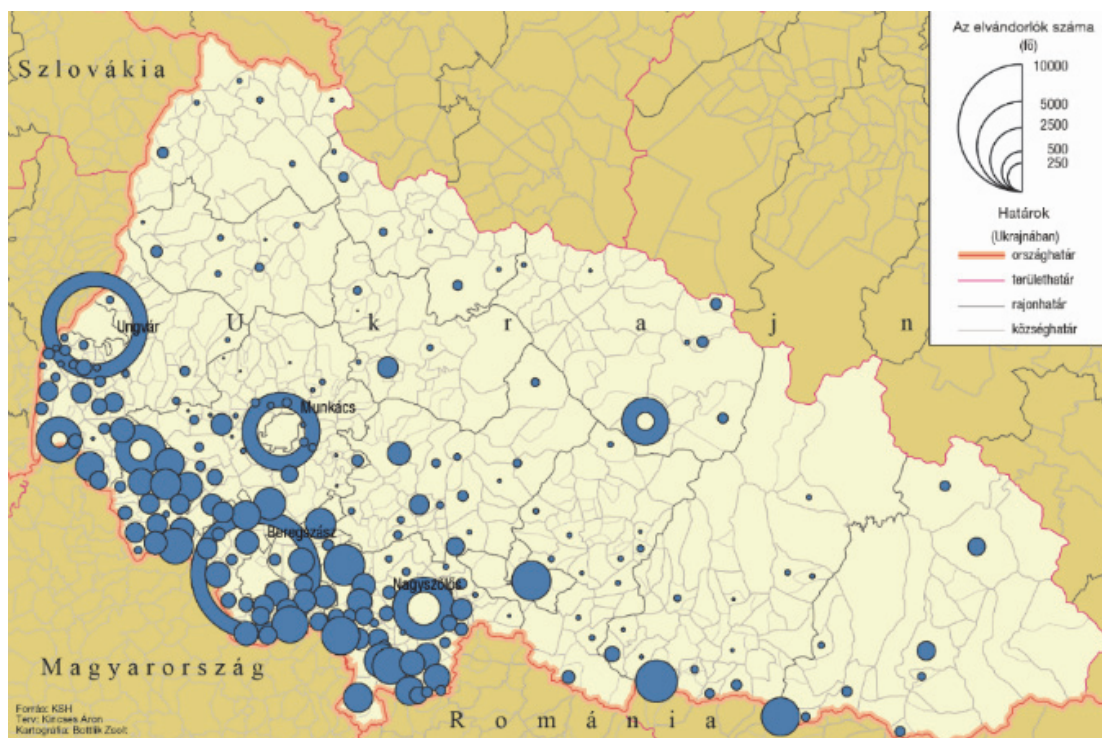 Szlovákia
Ungvár
U k r a j n
Munkács
Beregszász
Nagyszőlős
Magyarország
Románia
Forrás: KSH
Terv: Kincses Áron
Kartográfia: Bottlik Zsolt
Az elvándorlók száma
(fő)
10000
5000
2500
500
250
Határok
(Ukrajnában)
országhatár
területhatár
rajonhatár
községhatár